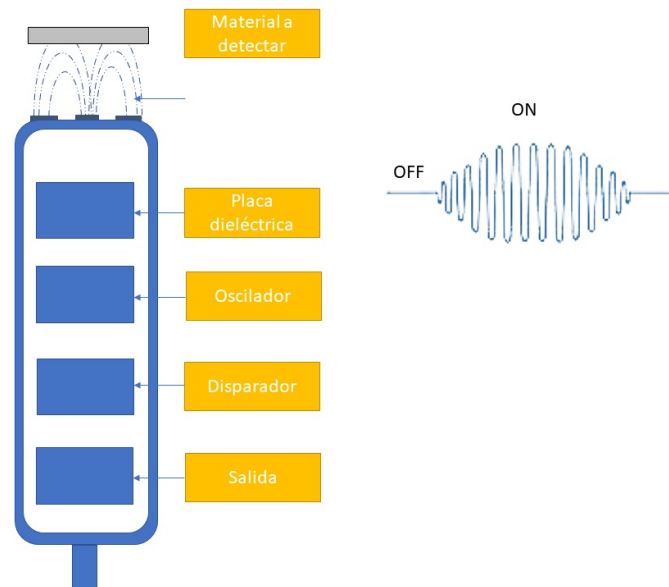 Material a
detectar
ON
OFF
Placa
dieléctrica
Oscilador
Disparador
Salida